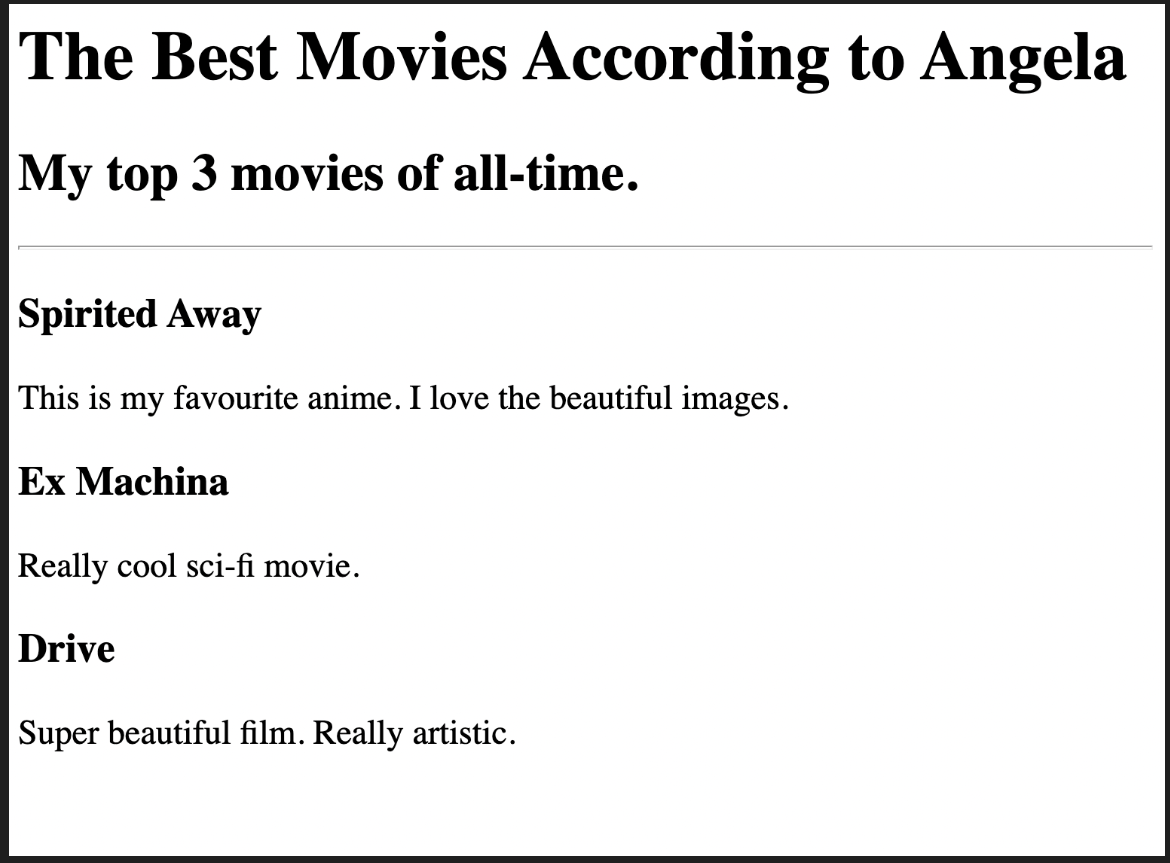 The Best Movies According to Angela
My top 3 movies of all-time.
Spirited Away
This is my favourite anime. I love the beautiful images.
Ex Machina
Really cool sci-fi movie.
Drive
Super beautiful film. Really artistic.